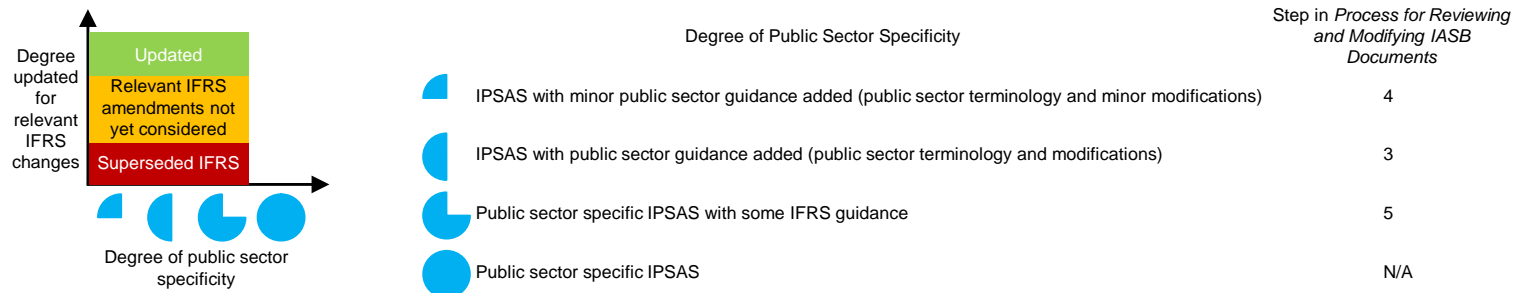 Degree
updated
for
relevant
IFRS
changes
Updated
Relevant IFRS
amendments not
yet considered
Superseded IFRS
Degree of public sector
specificity
Degree of Public Sector Specificity
Step in Process for Reviewing
and Modifying IASB
Documents
IPSAS with minor public sector guidance added (public sector terminology and minor modifications) 4
IPSAS with public sector guidance added (public sector terminology and modifications) 3
Public sector specific IPSAS with some IFRS guidance 5
Public sector specific IPSAS N/A